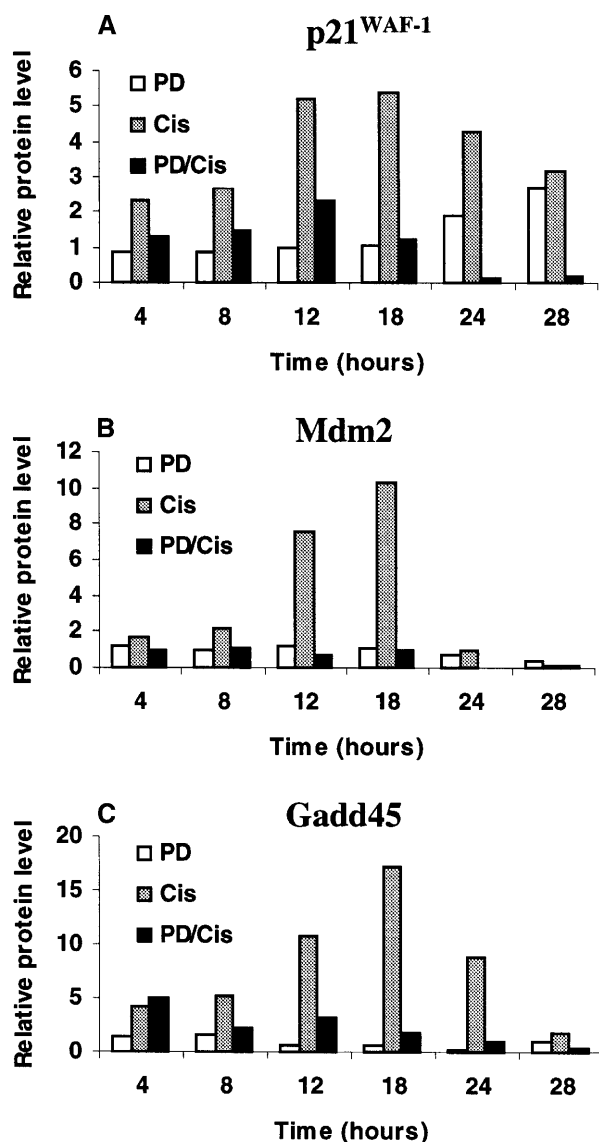 A
p21WAF-1
Relative protein level
6
5
4
3
2
1
0
PD
Cis
PD/Cis
4 8 12 18 24 28
Time (hours)
B
Mdm2
Relative protein level
12
10
8
6
4
2
0
PD
Cis
PD/Cis
4 8 12 18 24 28
Time (hours)
C
Gadd45
Relative protein level
20
15
10
5
0
PD
Cis
PD/Cis
4 8 12 18 24 28
Time (hours)